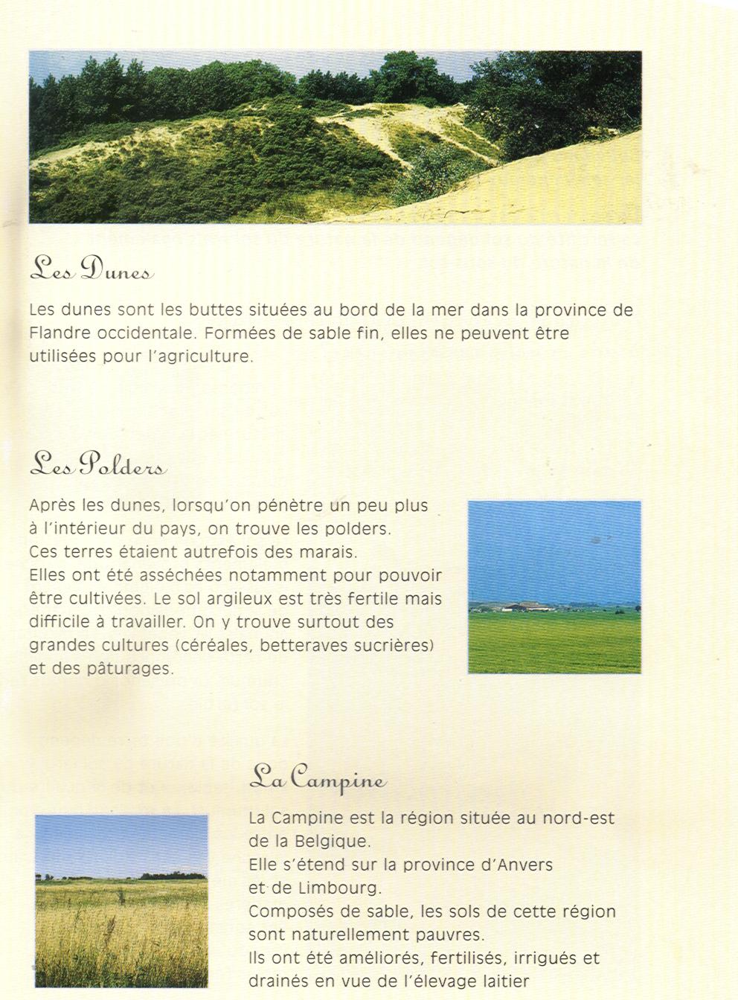 Les Dunes
Les dunes sont les buttes situées au bord de la mer dans la province de
Flandre occidentale. Formées de sable fin, elles ne peuvent être
utilisées pour l'agriculture.
Les Polders
Après les dunes, lorsqu'on pénètre un peu plus
à l'intérieur du pays, on trouve les polders.
Ces terres étaient autrefois des marais.
Elles ont été asséchées notamment pour pouvoir
être cultivées. Le sol argileux est très fertile mais
difficile à travailler. On y trouve surtout des
grandes cultures (céréales, betteraves sucrières)
et des pâturages.
La Campine
La Campine est la région située au nord-est
de la Belgique.
Elle s'étend sur la province d'Anvers
et de Limbourg.
Composés de sable, les sols de cette région
sont naturellement pauvres.
Ils ont été améliorés, fertilisés, irrigués et
drainés en vue de l'élevage laitier